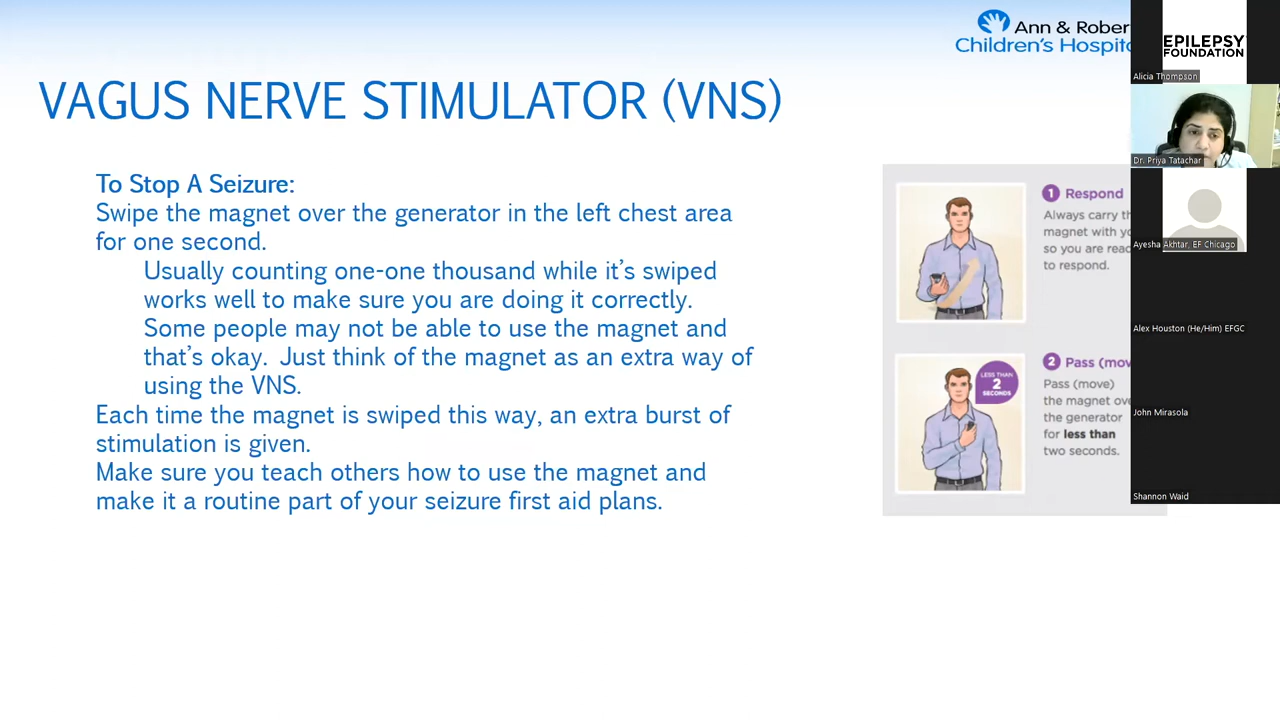 Ann & Rober
Children's Hospit
VAGUS NERVE STIMULATOR (VNS)
To Stop A Seizure:
Swipe the magnet over the generator in the left chest area
for one second.
Usually counting one-one thousand while it's swiped
works well to make sure you are doing it correctly.
Some people may not be able to use the magnet and
that's okay. Just think of the magnet as an extra way of
using the VNS.
Each time the magnet is swiped this way, an extra burst of
stimulation is given.
Make sure you teach others how to use the magnet and
make it a routine part of your seizure first aid plans.
1 Respond
Always carry th
magnet with yo
so you are read
to respond.
LESS THAN
2
SECONDS
2 Pass (mov
Pass (move)
the magnet ove
the generator
for less than
two seconds.
EPILEPSY
FOUNDATION
Alicia Thompson
Dr. Priya Tatachar
Ayesha Akhtar, EF Chicago
Alex Houston (He/Him) EFGC
John Mirasola
Shannon Waid